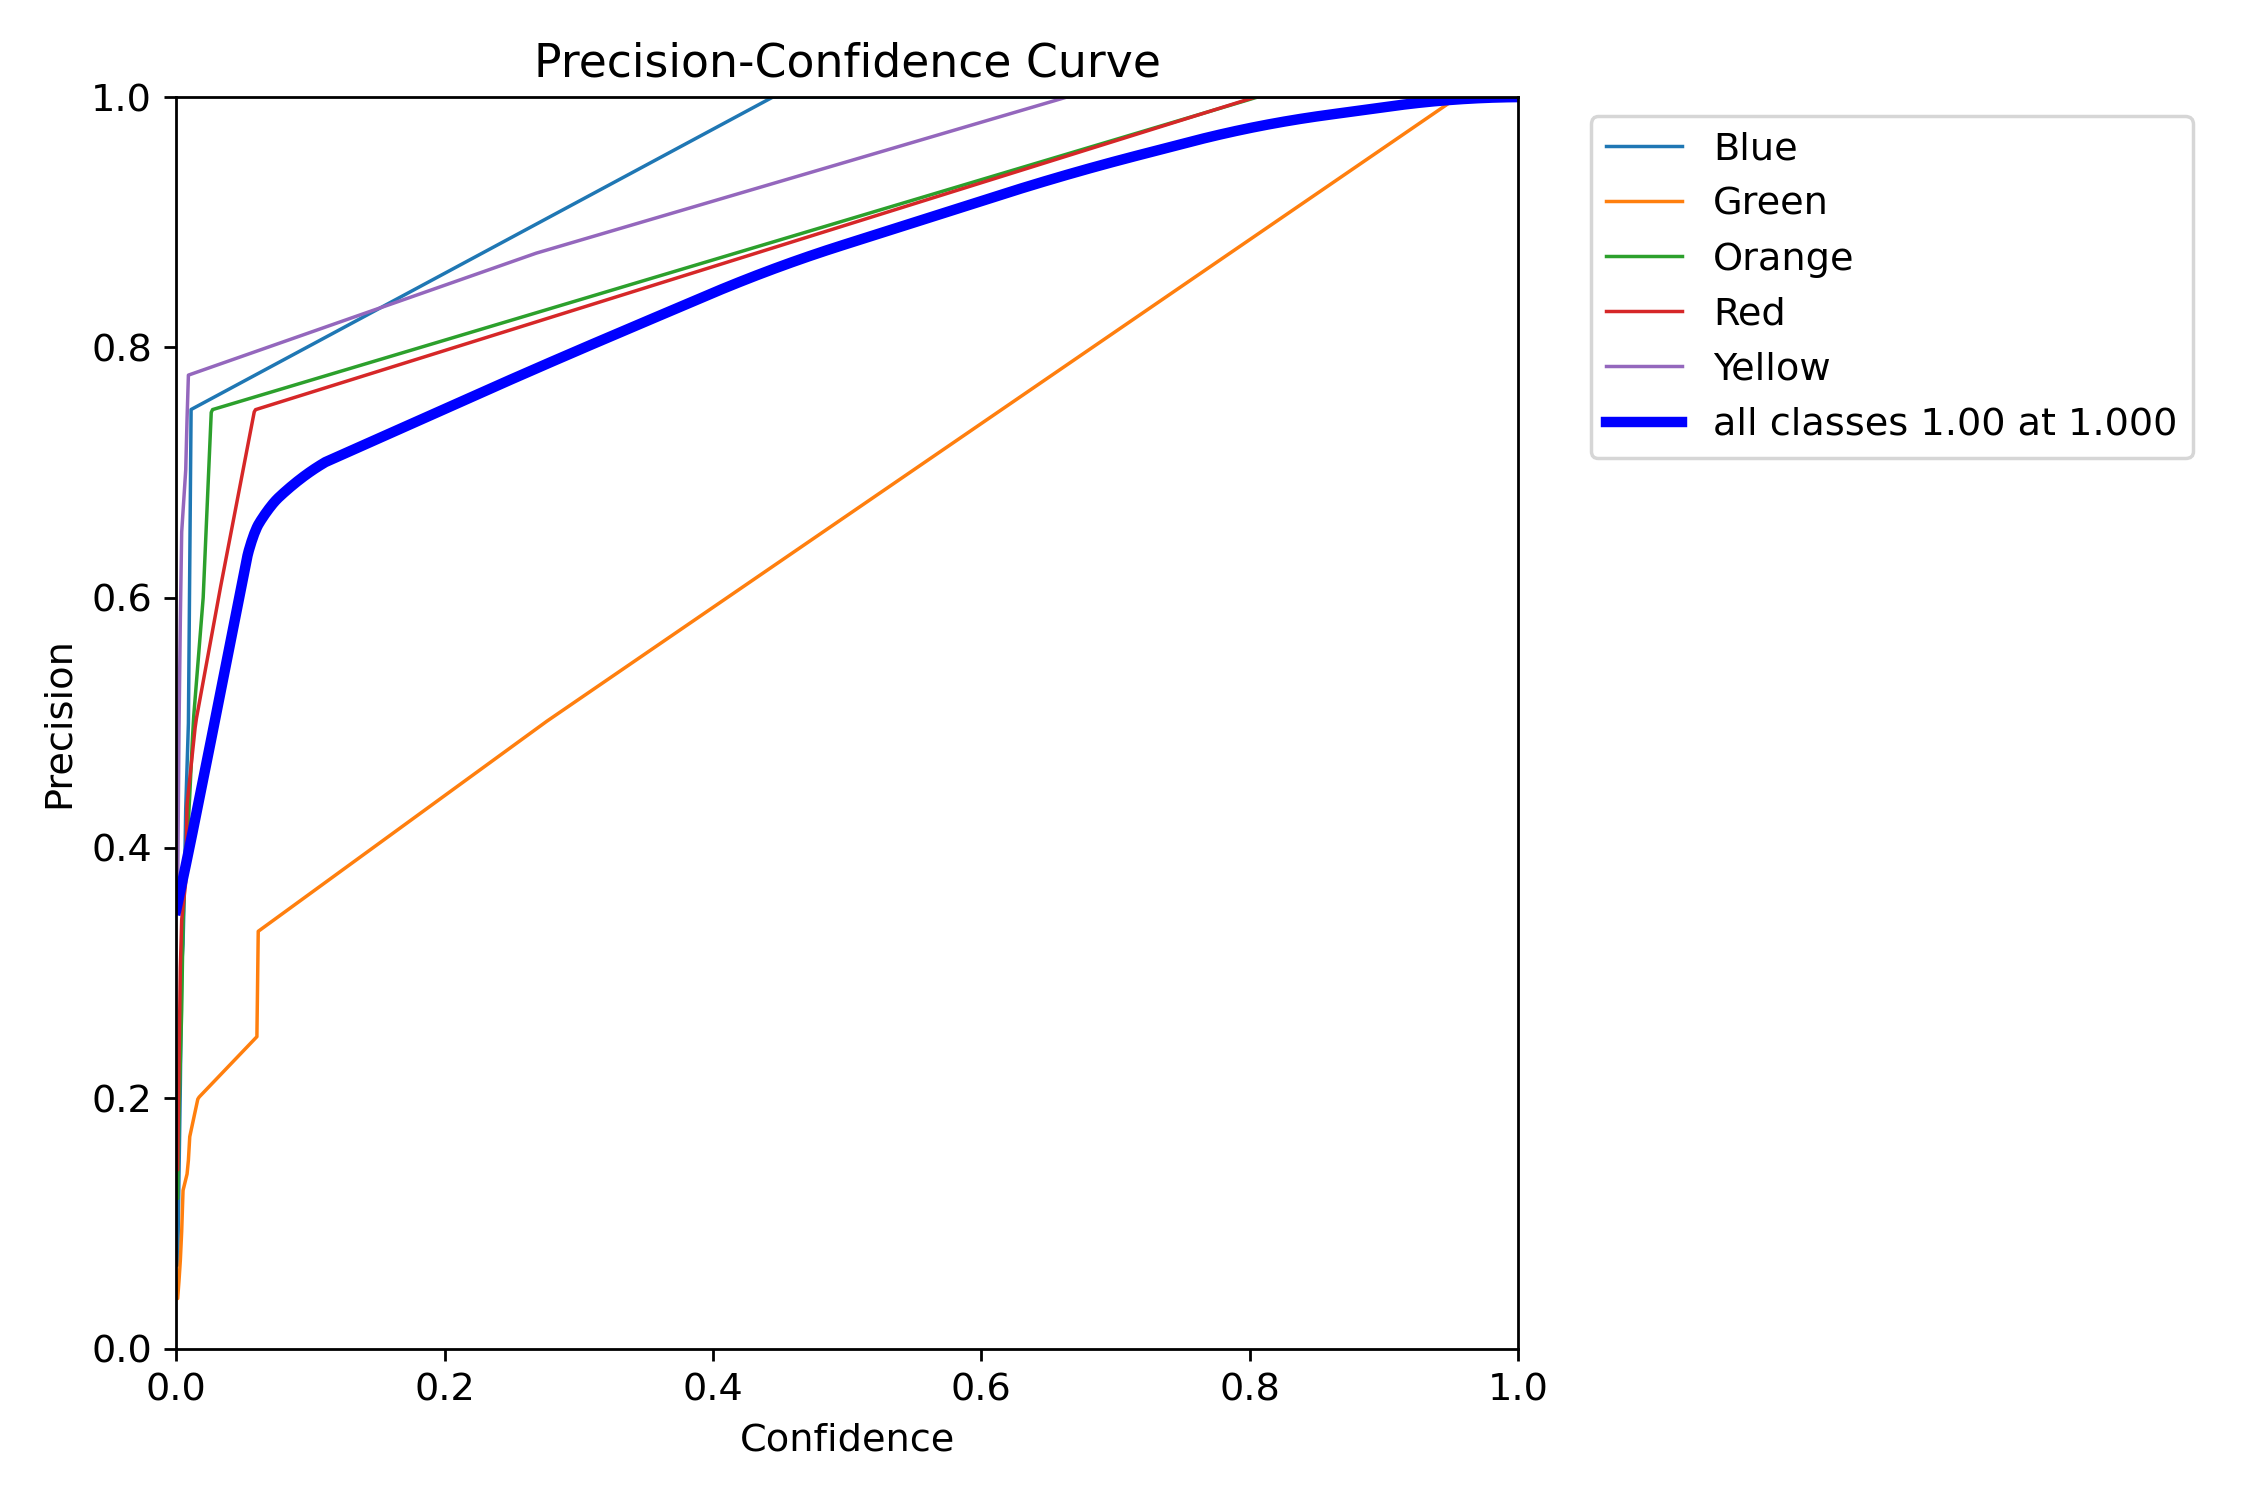 Precision-Confidence Curve
1.0
0.8
0.6
0.4
0.2
0.0
Precision
0.0 0.2 0.4 0.6 0.8 1.0
Confidence
Blue
Green
Orange
Red
Yellow
all classes 1.00 at 1.000